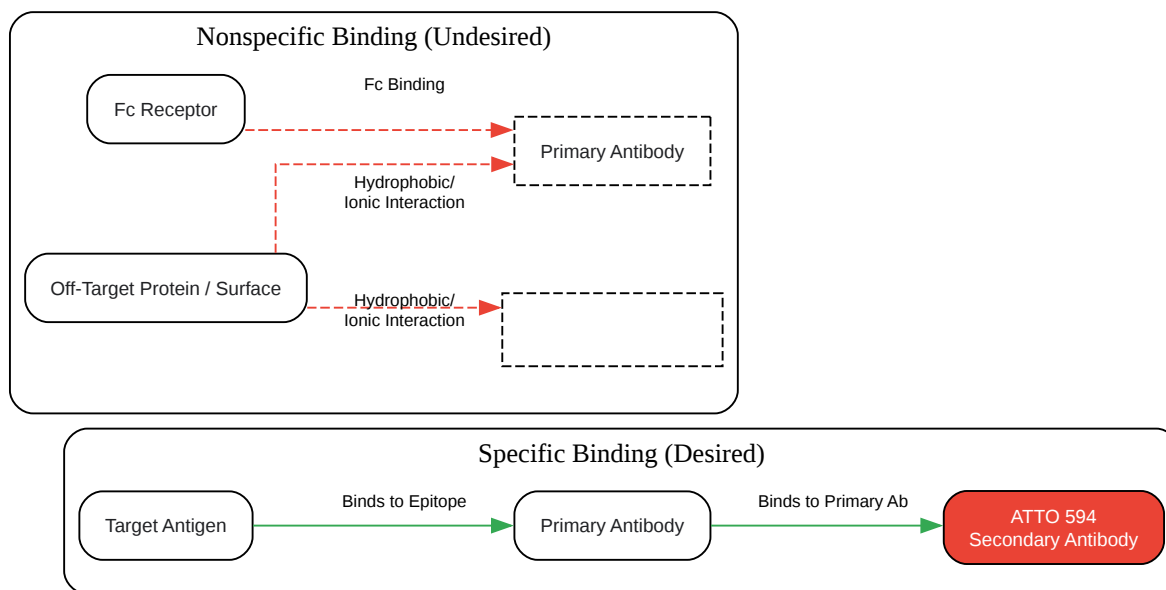 Nonspecific Binding (Undesired)
Fc Binding
Fc Receptor
Primary Antibody
Hydrophobic/
Ionic Interaction
Off-Target Protein / Surface
Hydrophobic/
Ionic Interaction
Specific Binding (Desired)
Target Antigen
Binds to Epitope
Primary Antibody
Binds to Primary Ab
ATTO 594
Secondary Antibody